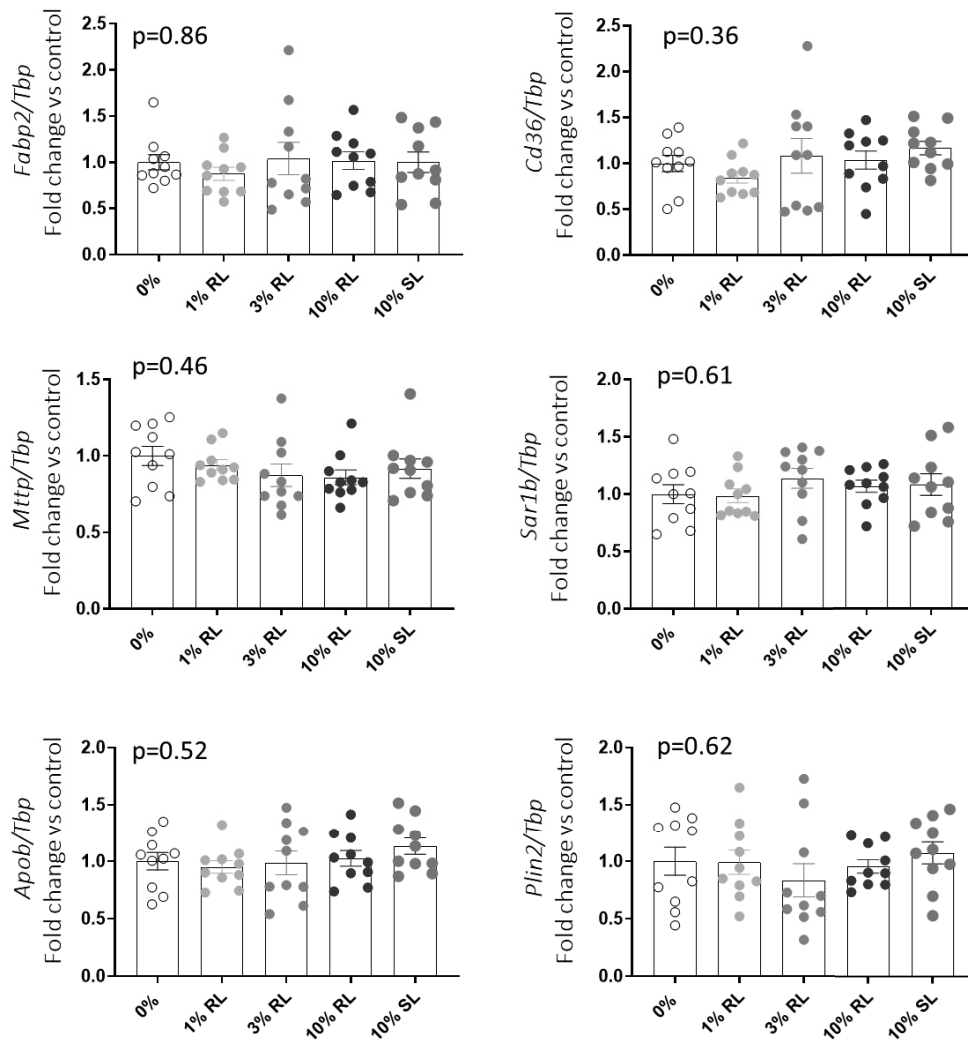 p=0.86
Fabp2/Tbp
Fold change vs control
2.5
2.0
1.5
1.0
0.5
0.0
0%
1% RL
3% RL
10% RL
10% SL
p=0.36
Cd36/Tbp
Fold change vs control
2.5
2.0
1.5
1.0
0.5
0.0
0%
1% RL
3% RL
10% RL
10% SL
p=0.46
Mttp/Tbp
Fold change vs control
1.5
1.0
0.5
0.0
0%
1% RL
3% RL
10% RL
10% SL
p=0.61
Sar1b/Tbp
Fold change vs control
2.0
1.5
1.0
0.5
0.0
0%
1% RL
3% RL
10% RL
10% SL
p=0.52
Apob/Tbp
Fold change vs control
2.0
1.5
1.0
0.5
0.0
0%
1% RL
3% RL
10% RL
10% SL
p=0.62
Plin2/Tbp
Fold change vs control
2.0
1.5
1.0
0.5
0.0
0%
1% RL
3% RL
10% RL
10% SL